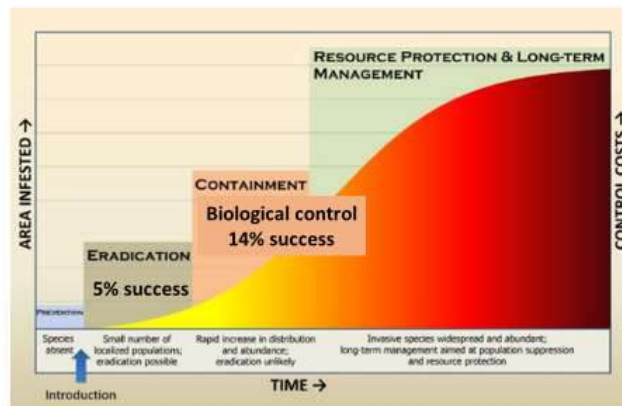 RESOURCE PROTECTION & LONG-TERM
MANAGEMENT
AREA INFESTED →
CONTROL COSTS →
CONTAINMENT
Biological control
14% success
ERADICATION
5% success
PREVENTION
Species
absent
Small number of
localized populations;
eradication possible
Rapid increase in distribution
and abundance;
eradication unlikely
Invasive species widespread and abundant;
long-term management aimed at population suppression
and resource protection
TIME →
Introduction